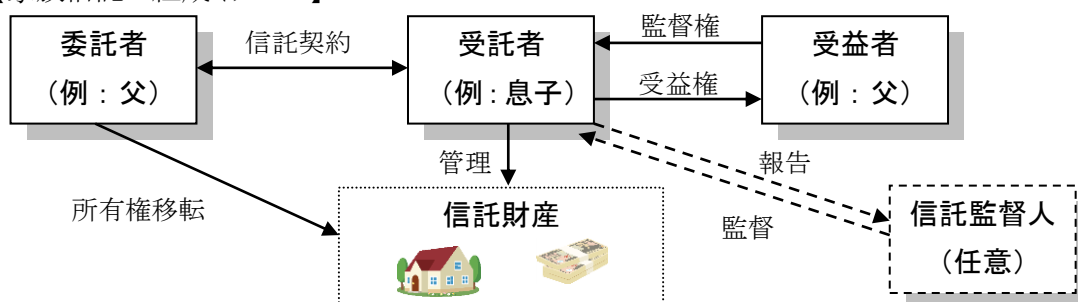 委託者
(例：父)
信託契約
受託者
(例：息子)
監督権
受益権
受益者
(例：父)
管理
報告
所有権移転
信託財産
監督
信託監督人
(任意)